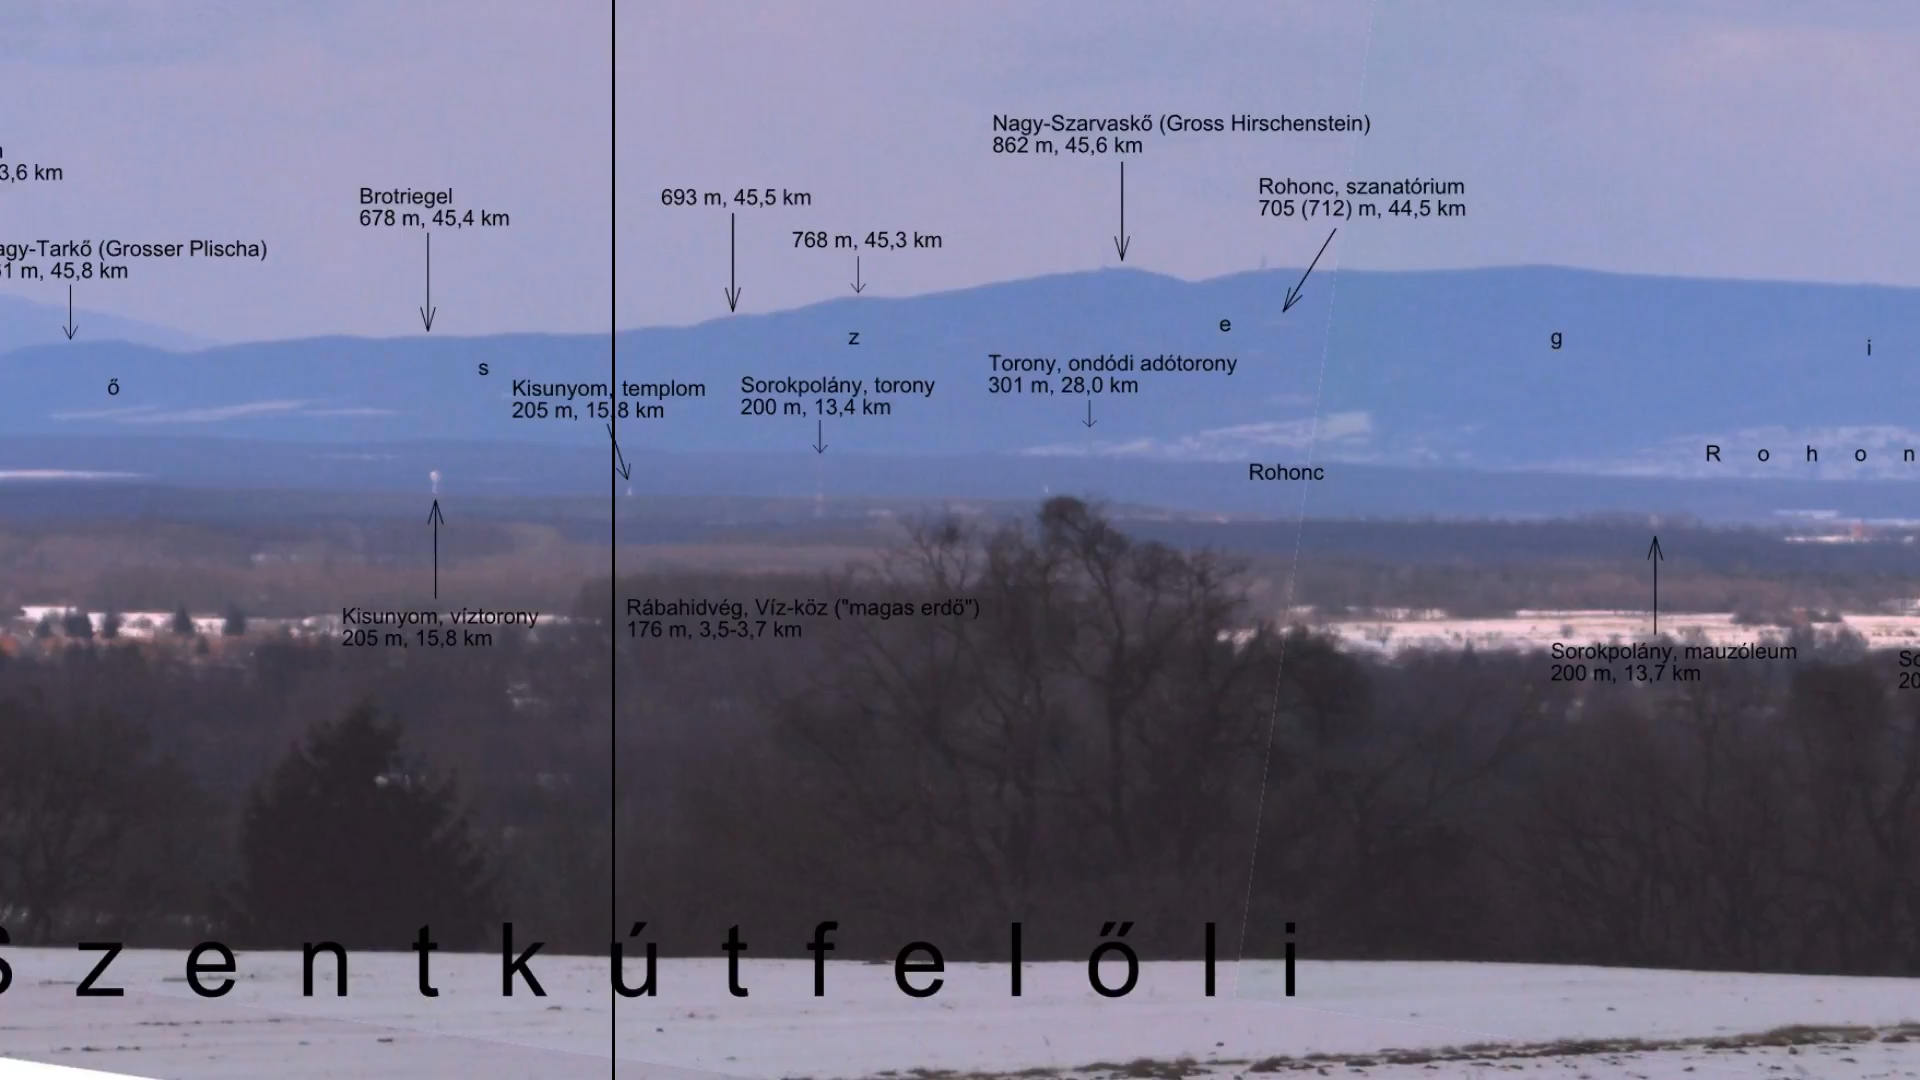 3,6 km
Nagy-Szarvaskő (Gross Hirschenstein)
862 m, 45,6 km
Brotriegel
678 m, 45,4 km
693 m, 45,5 km
Rohonc, szanatórium
705 (712) m, 44,5 km
agy-Tarkő (Grosser Plischa)
61 m, 45,8 km
768 m, 45,3 km
ő s z e g i
Kisunyom, templom
205 m, 15,8 km
Sorokpolány, torony
200 m, 13,4 km
Torony, ondódi adótorony
301 m, 28,0 km
Rohonc
R o h o n
Kisunyom, víztorony
205 m, 15,8 km
Rábahidvég, Víz-köz ("magas erdő")
176 m, 3,5-3,7 km
Sorokpolány, mauzóleum
200 m, 13,7 km
So
20
S z e n t k ú t f e l ő l i